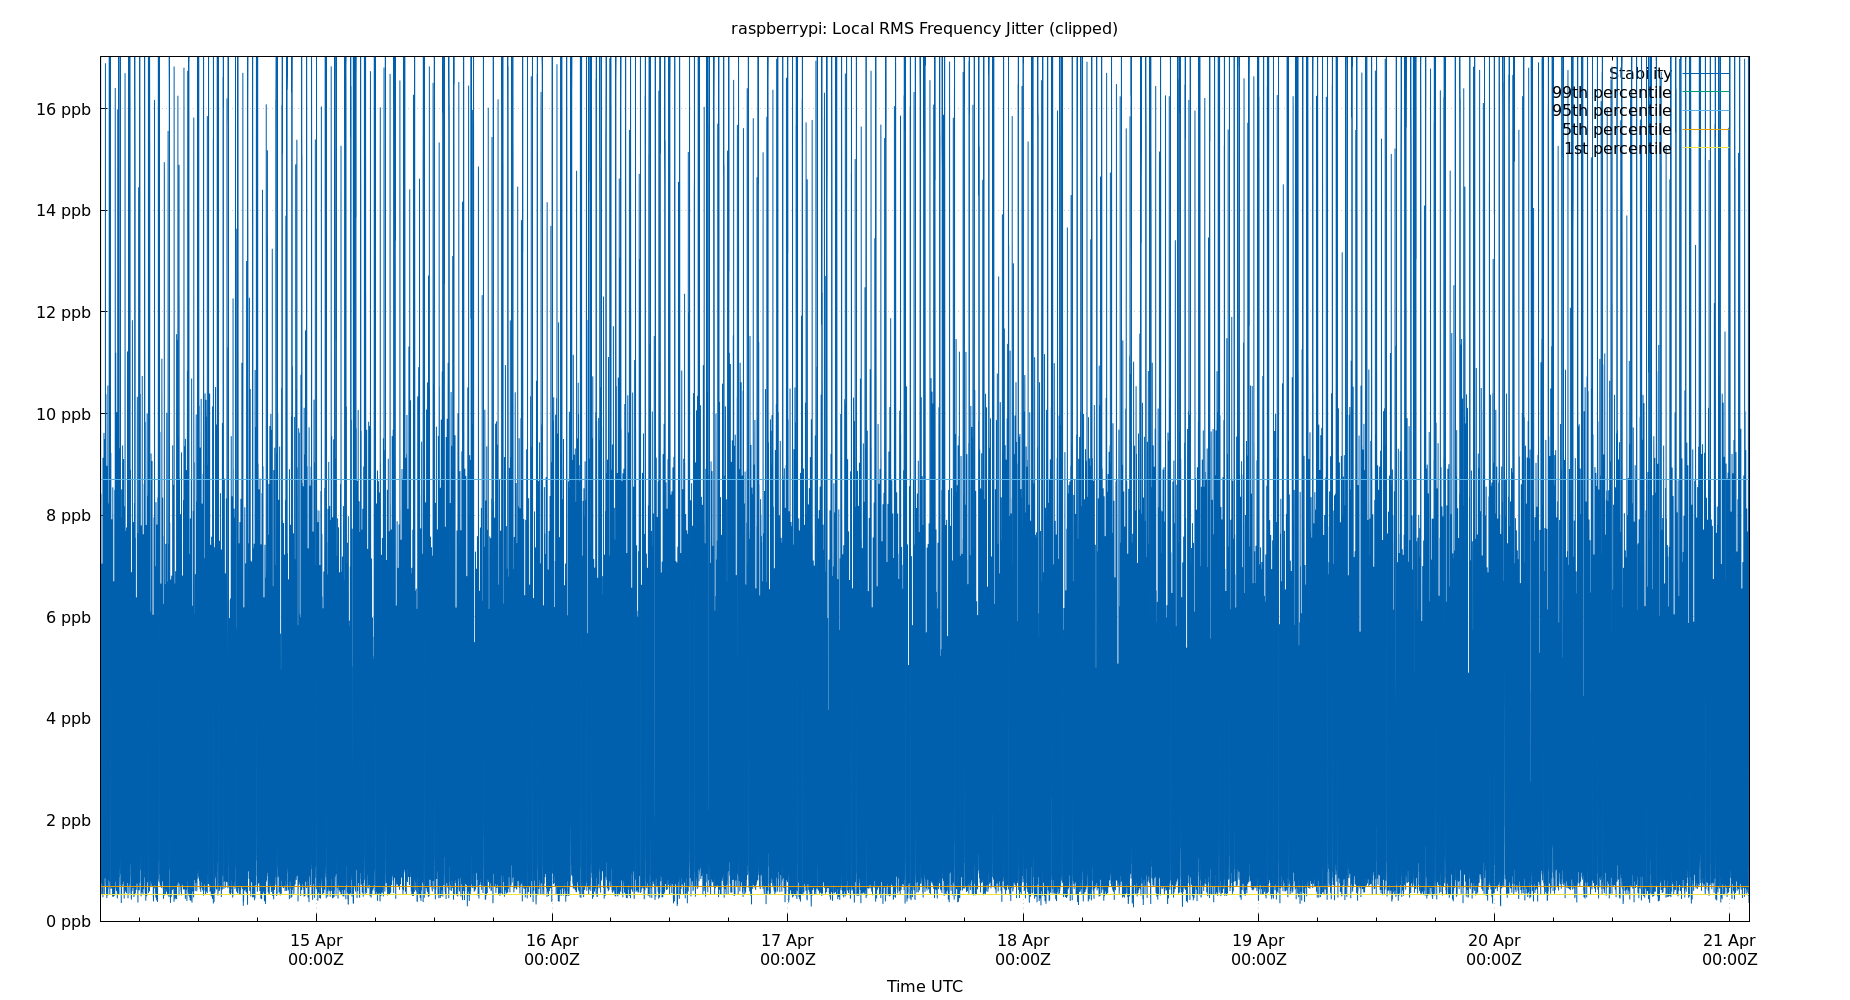 raspberrypi: Local RMS Frequency Jitter (clipped)
Stability
99th percentile
95th percentile
5th percentile
1st percentile
16 ppb
14 ppb
12 ppb
10 ppb
8 ppb
6 ppb
4 ppb
2 ppb
0 ppb
15 Apr 16 Apr 17 Apr 18 Apr 19 Apr 20 Apr 21 Apr
00:00Z 00:00Z 00:00Z 00:00Z 00:00Z 00:00Z 00:00Z
Time UTC